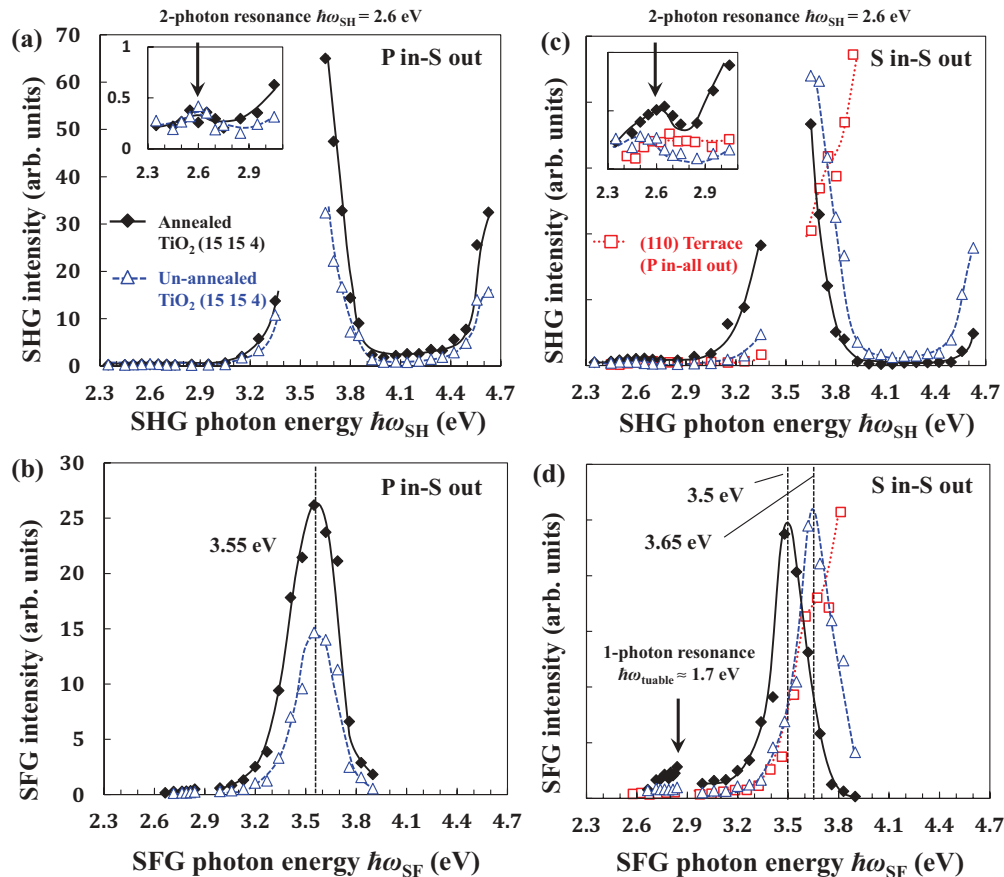 2-photon resonance ℏωSH = 2.6 eV
(a)
P in-S out
SHG intensity (arb. units)
70
60
50
40
30
20
10
0
1
0.5
0
2.3 2.6 2.9
Annealed
TiO2 (15 15 4)
Un-annealed
TiO2 (15 15 4)
2.3 2.6 2.9 3.2 3.5 3.8 4.1 4.4 4.7
SHG photon energy ℏωSH (eV)
2-photon resonance ℏωSH = 2.6 eV
(c)
S in-S out
SHG intensity (arb. units)
2.3 2.6 2.9
(110) Terrace
(P in-all out)
2.3 2.6 2.9 3.2 3.5 3.8 4.1 4.4 4.7
SHG photon energy ℏωSH (eV)
(b)
P in-S out
SFG intensity (arb. units)
30
25
20
15
10
5
0
3.55 eV
2.3 2.6 2.9 3.2 3.5 3.8 4.1 4.4 4.7
SFG photon energy ℏωSF (eV)
(d)
S in-S out
SFG intensity (arb. units)
3.5 eV
3.65 eV
1-photon resonance
ℏωtuable ≈ 1.7 eV
2.3 2.6 2.9 3.2 3.5 3.8 4.1 4.4 4.7
SFG photon energy ℏωSF (eV)